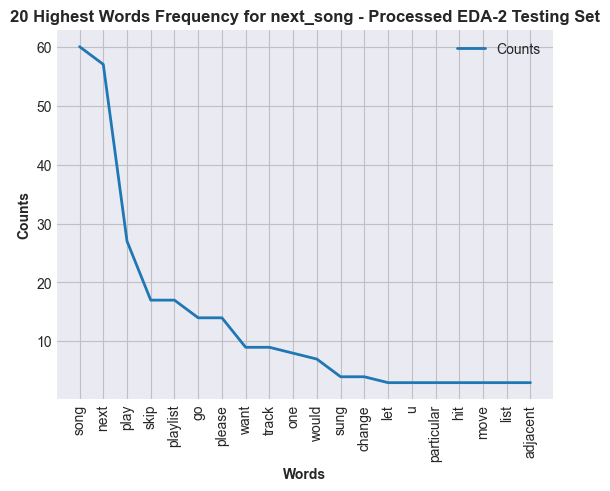 20 Highest Words Frequency for next_song - Processed EDA-2 Testing Set
Counts
60
50
40
30
20
10
Counts
song
next
play
skip
playlist
go
please
want
track
one
would
sung
change
let
u
particular
hit
move
list
adjacent
Words